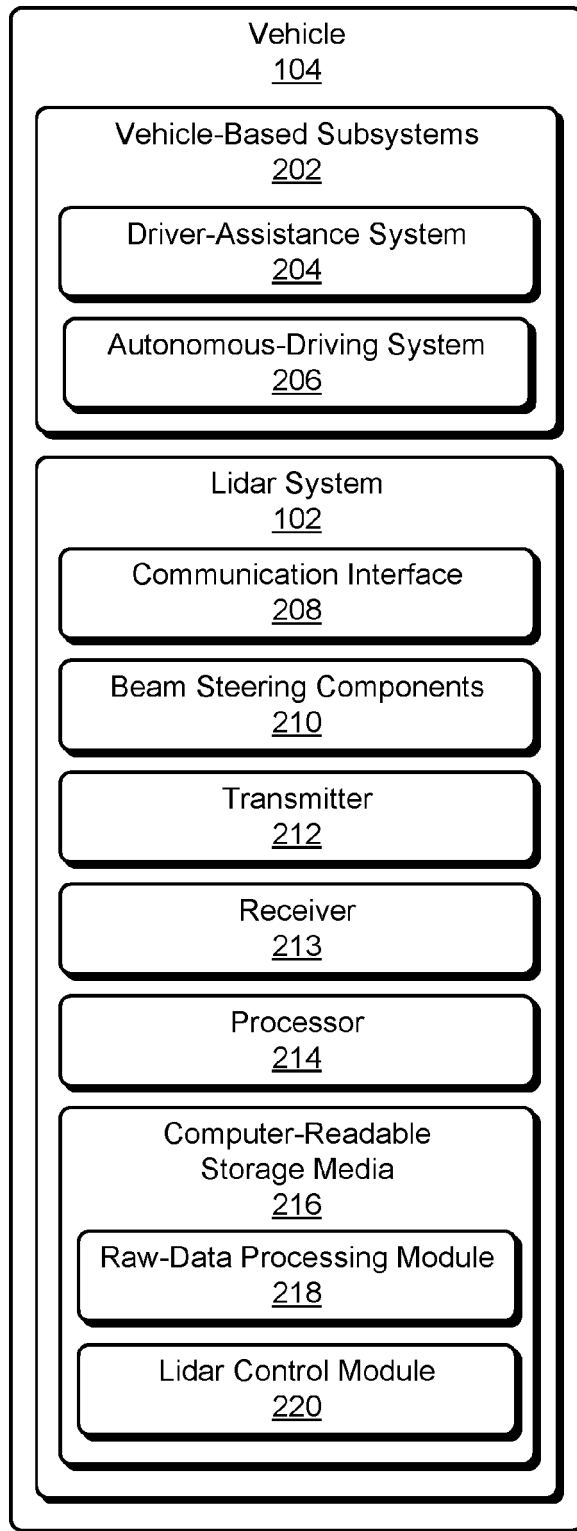 Vehicle
104
Vehicle-Based Subsystems
202
Driver-Assistance System
204
Autonomous-Driving System
206
Lidar System
102
Communication Interface
208
Beam Steering Components
210
Transmitter
212
Receiver
213
Processor
214
Computer-Readable
Storage Media
216
Raw-Data Processing Module
218
Lidar Control Module
220